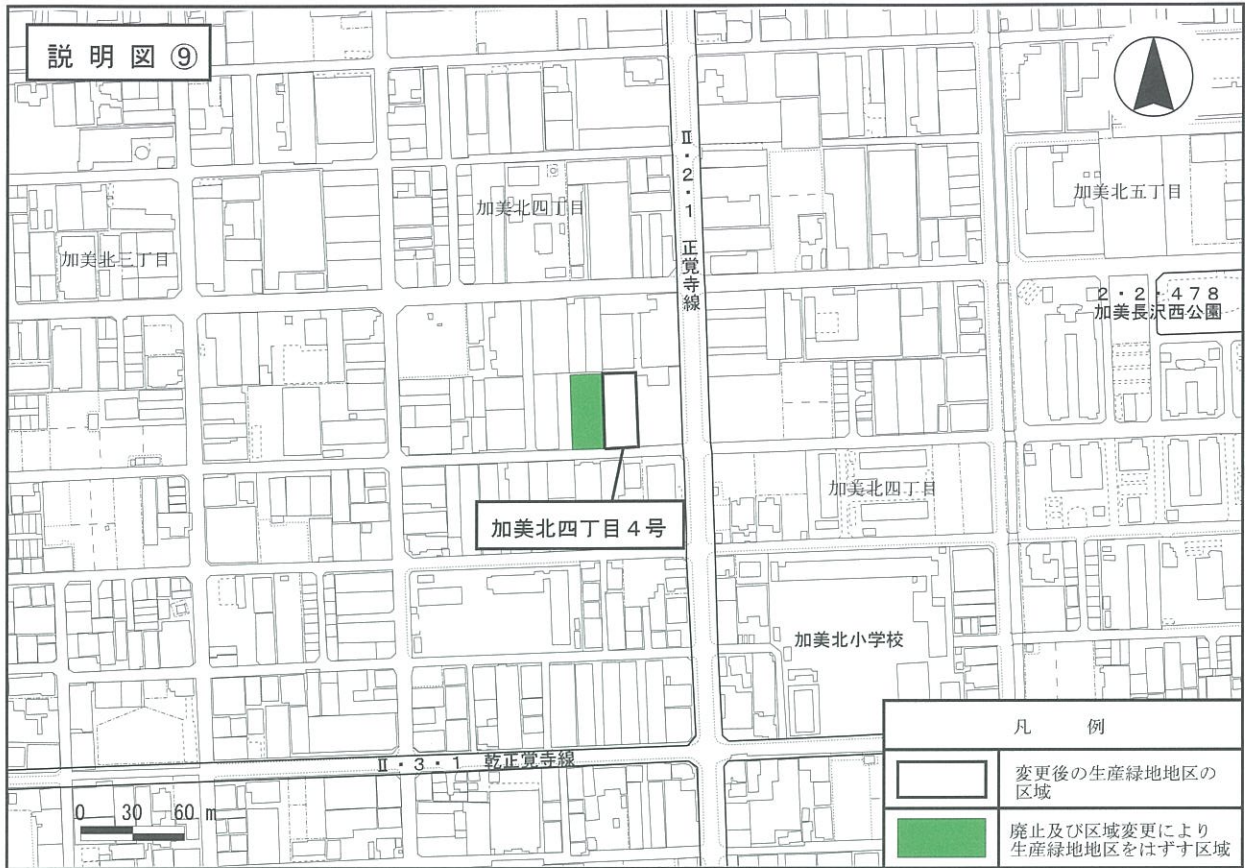 説明図⑨
加美北四丁目
加美北三丁目
Ⅱ・2・1 正覚寺線
加美北五丁目
2・2・478
加美長沢西公園
加美北四丁目
加美北四丁目4号
加美北小学校
Ⅱ・3・1 乾正覚寺線
0 30 60 m
凡 例
変更後の生産緑地地区の
区域
廃止及び区域変更により
生産緑地地区をはずす区域